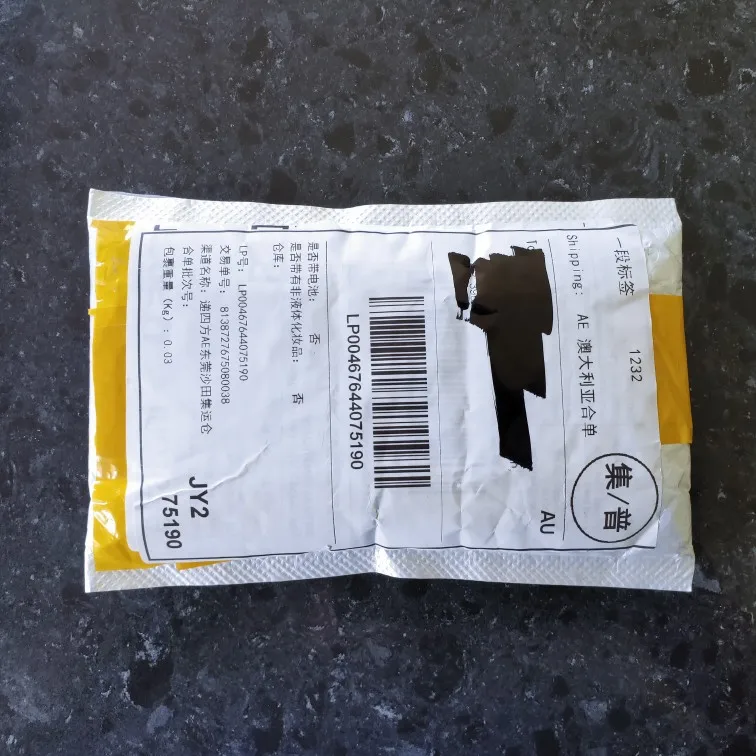 一段标签
1232
Shipping: AE 澳大利亚合单
集/普
To
AU
LP00467644075190
是否带电池： 否
是否带有非液体化妆品： 否
仓库：
LP号： LP00467644075190
交易单号： 8138727675080038
渠道名称： 递四方AE东莞沙田集运仓
合单批次号：
包裹重量 (Kg)：0.03
JY2
75190